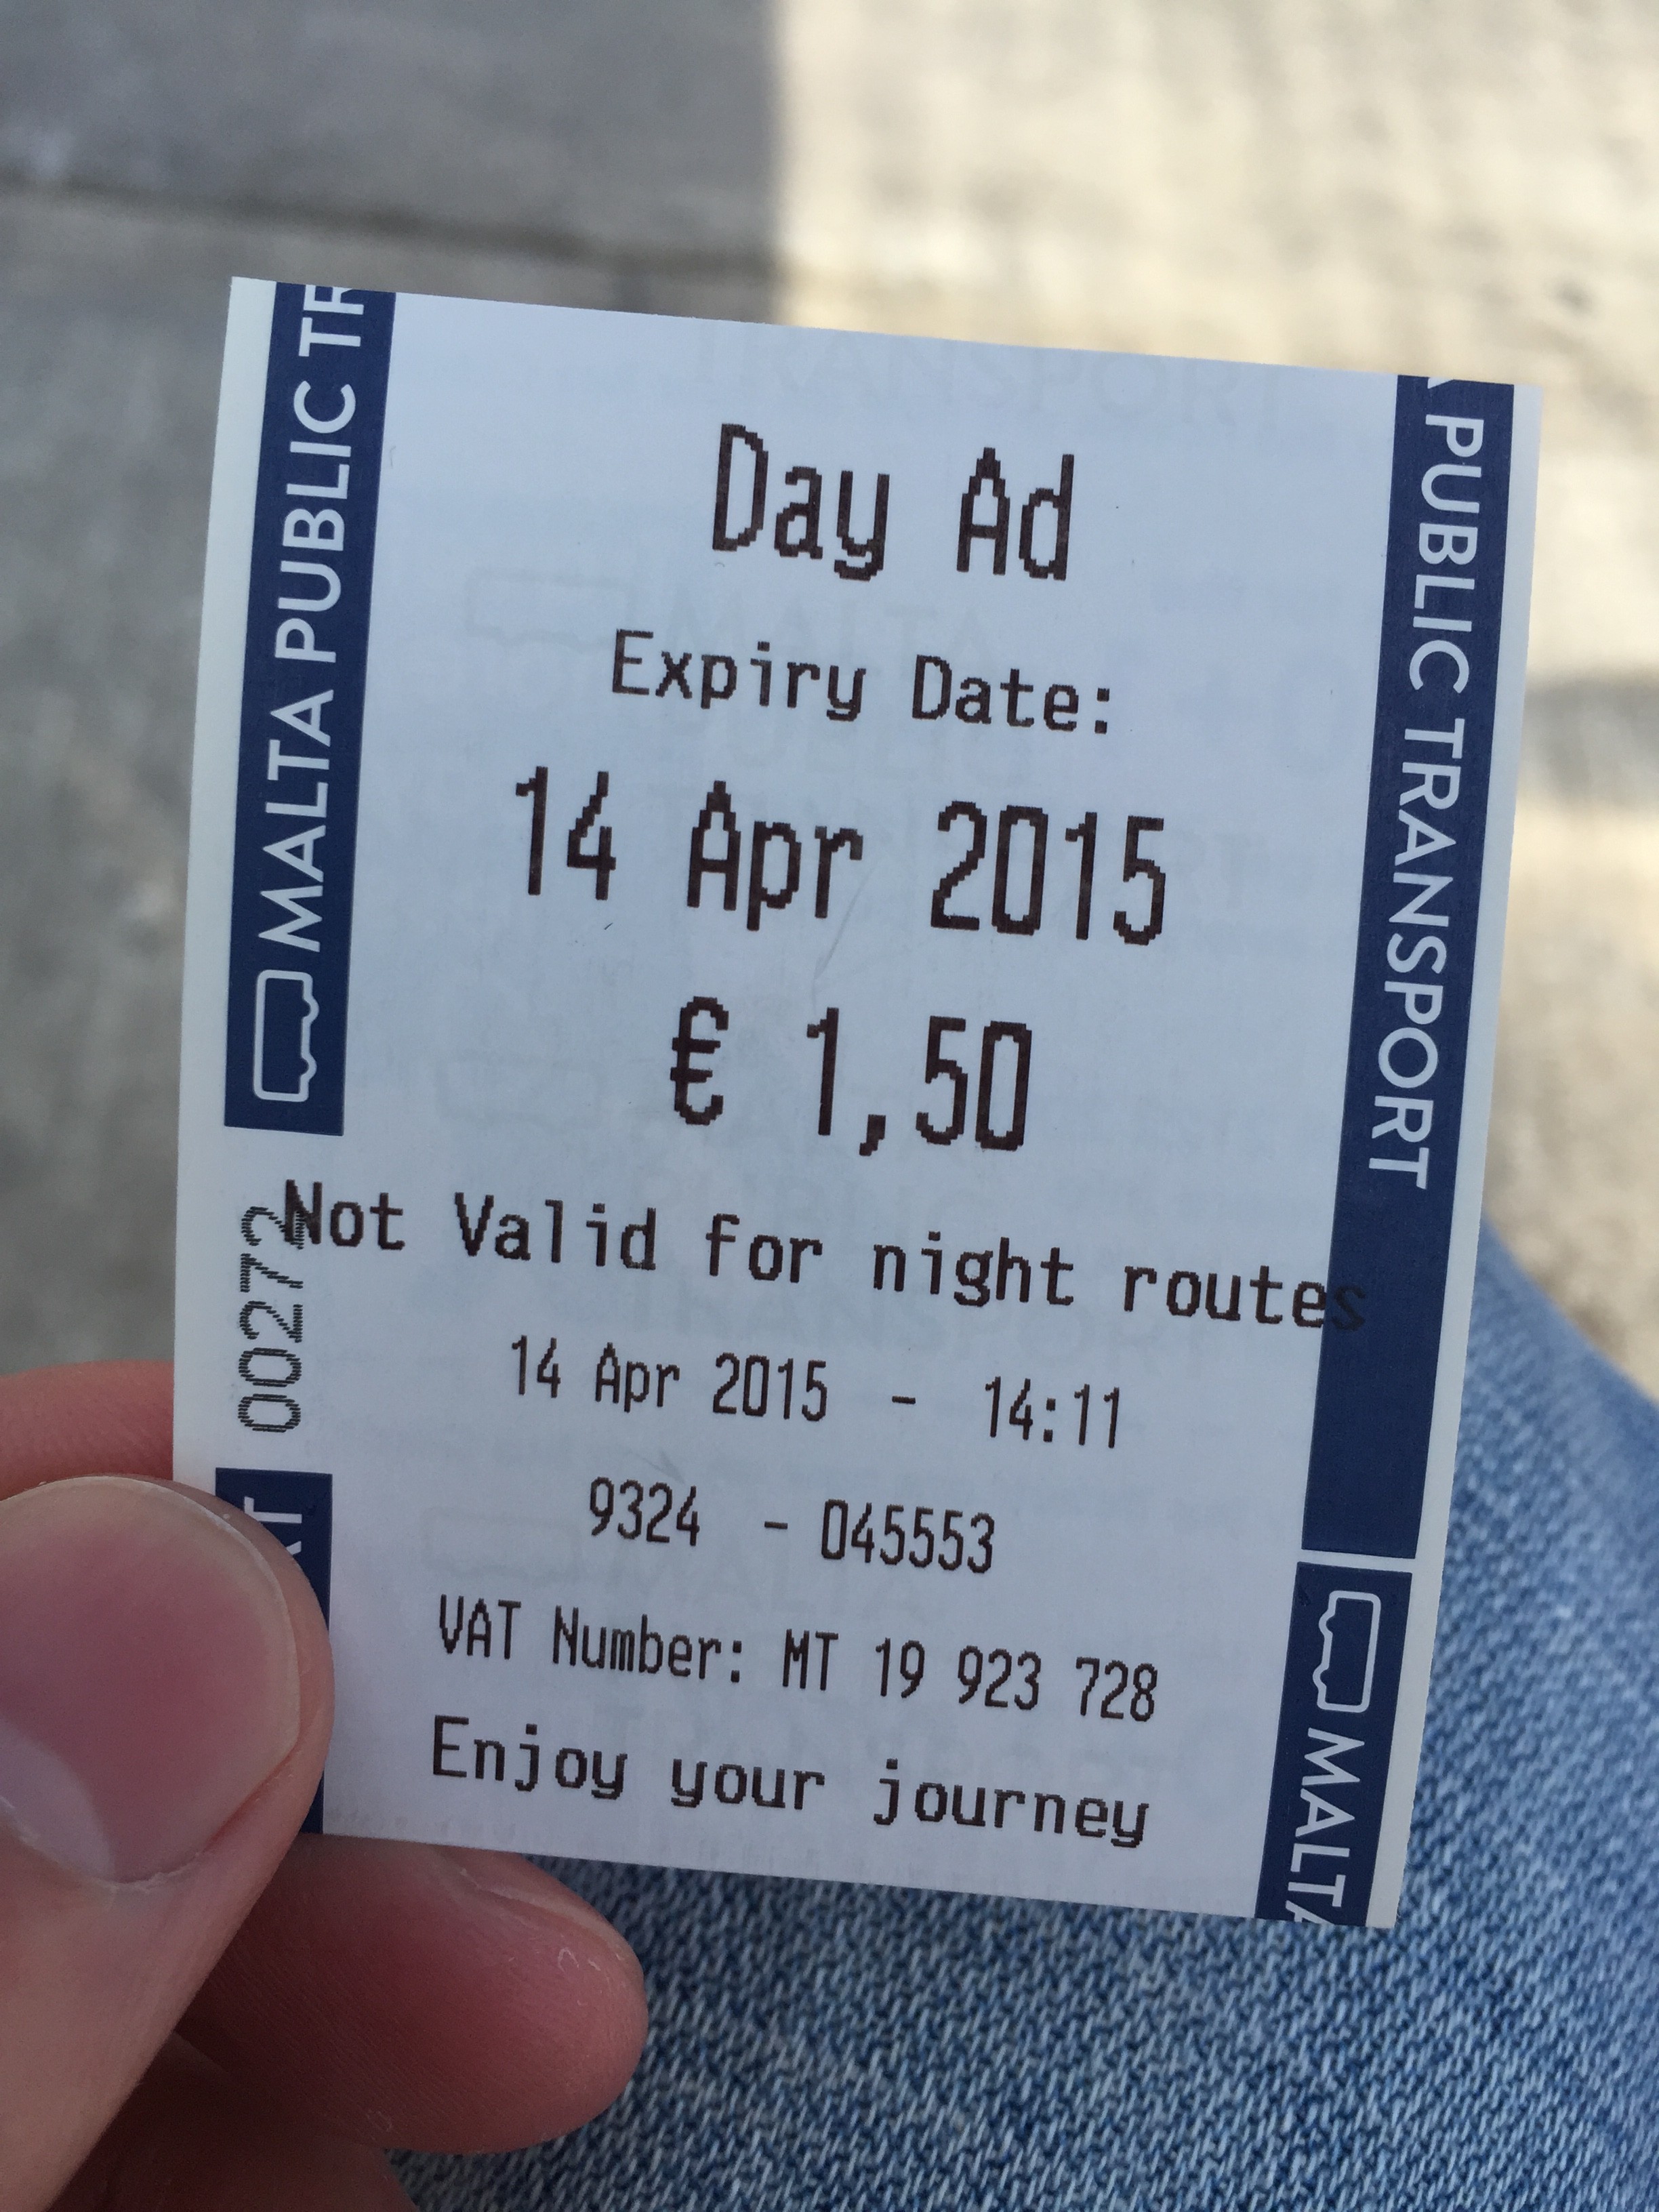 Day Ad
Expiry Date:
14 Apr 2015
€ 1,50
Not Valid for night routes
14 Apr 2015 - 14:11
9324 - 045553
VAT Number: MT 19 923 728
Enjoy your journey
MALTA PUBLIC TR
00272
PUBLIC TRANSPORT
MALTA